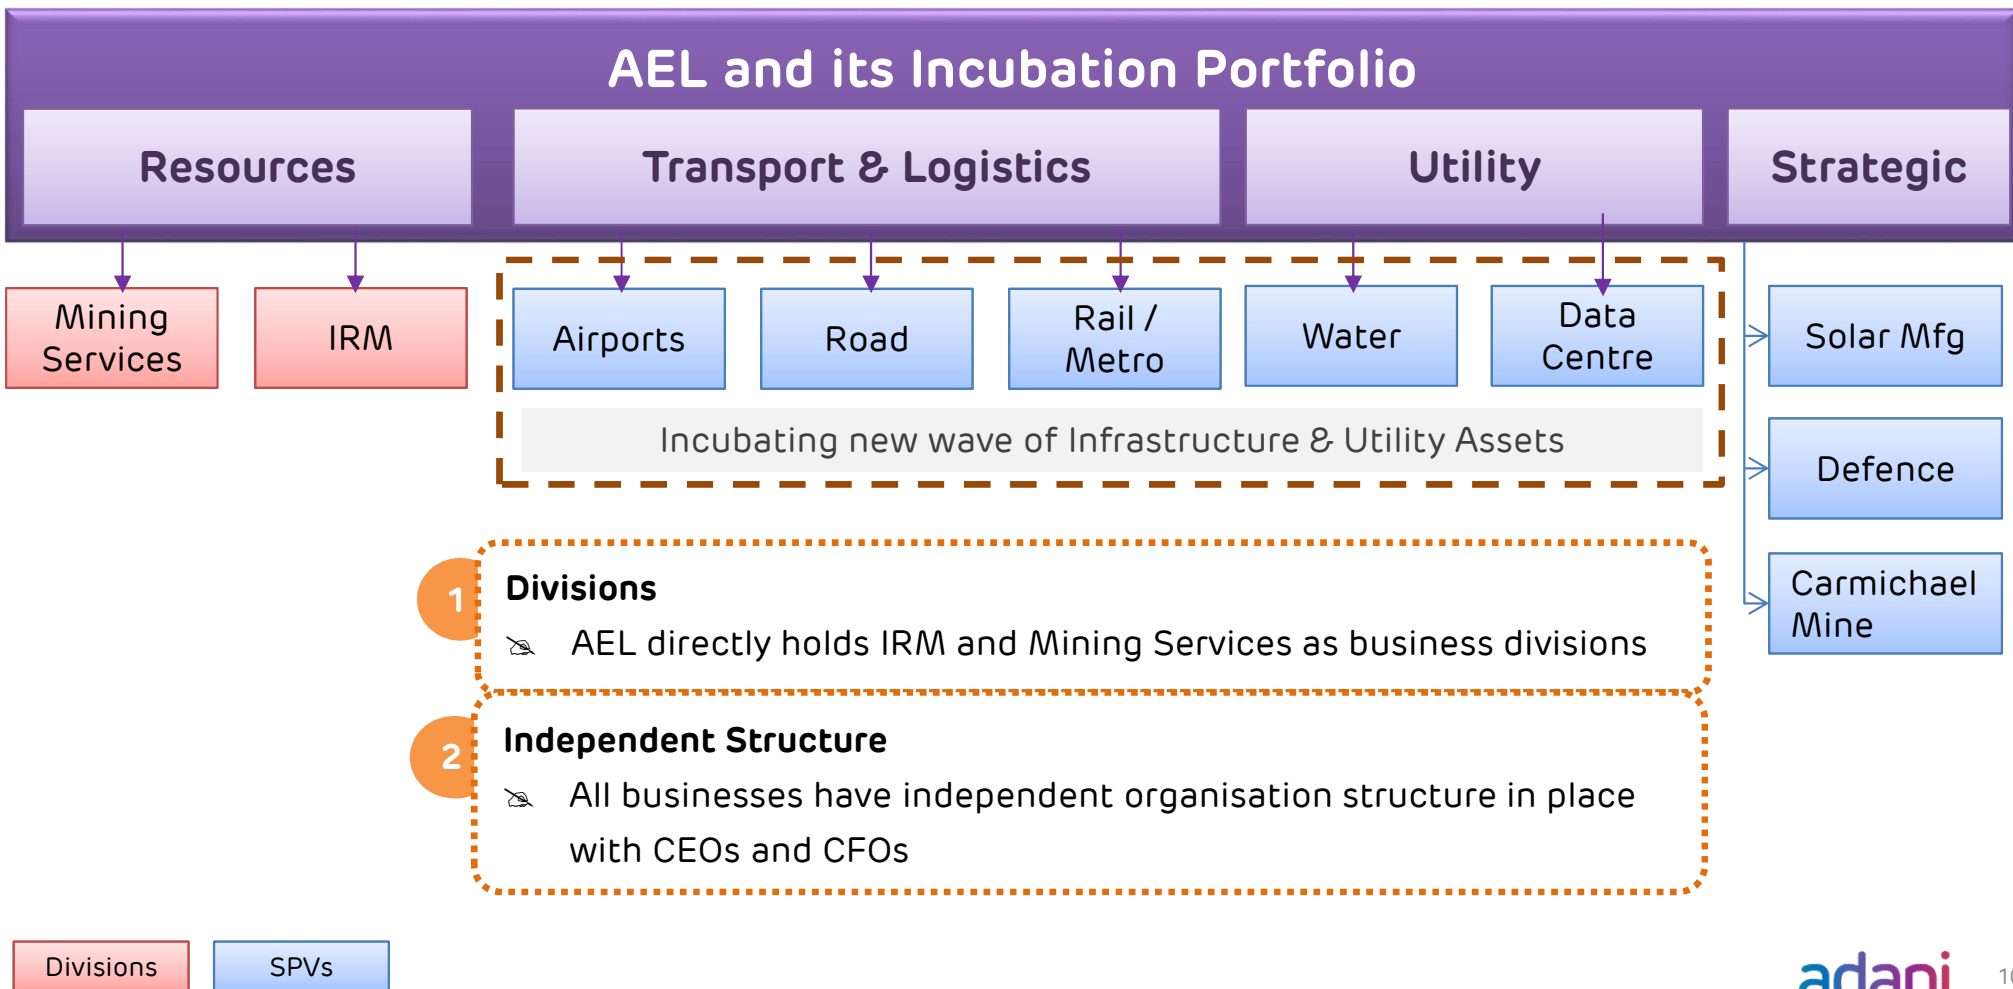 AEL and its Incubation Portfolio
Resources
Transport & Logistics
Utility
Strategic
Mining
Services
IRM
Airports
Road
Rail /
Metro
Water
Data
Centre
Solar Mfg
Incubating new wave of Infrastructure & Utility Assets
Defence
Carmichael
Mine
1
Divisions
AEL directly holds IRM and Mining Services as business divisions
2
Independent Structure
All businesses have independent organisation structure in place
with CEOs and CFOs
Divisions
SPVs
adani